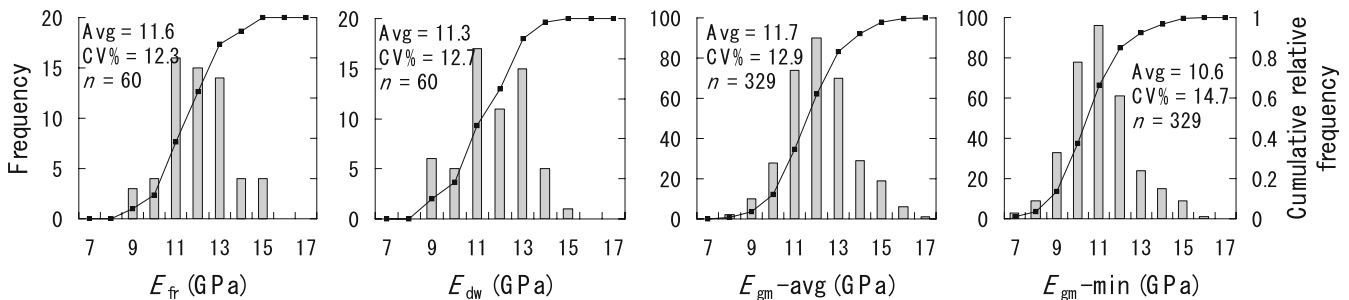 Frequency
20
15
10
5
0
Avg = 11.6
CV% = 12.3
n = 60
7 9 11 13 15 17
E fr (GPa)
20
15
10
5
0
Avg = 11.3
CV% = 12.7
n = 60
7 9 11 13 15 17
E dw (GPa)
100
80
60
40
20
0
Avg = 11.7
CV% = 12.9
n = 329
7 9 11 13 15 17
E gm-avg (GPa)
100
80
60
40
20
0
Avg = 10.6
CV% = 14.7
n = 329
7 9 11 13 15 17
E gm-min (GPa)
1
0.8
0.6
0.4
0.2
0
Cumulative relative
frequency